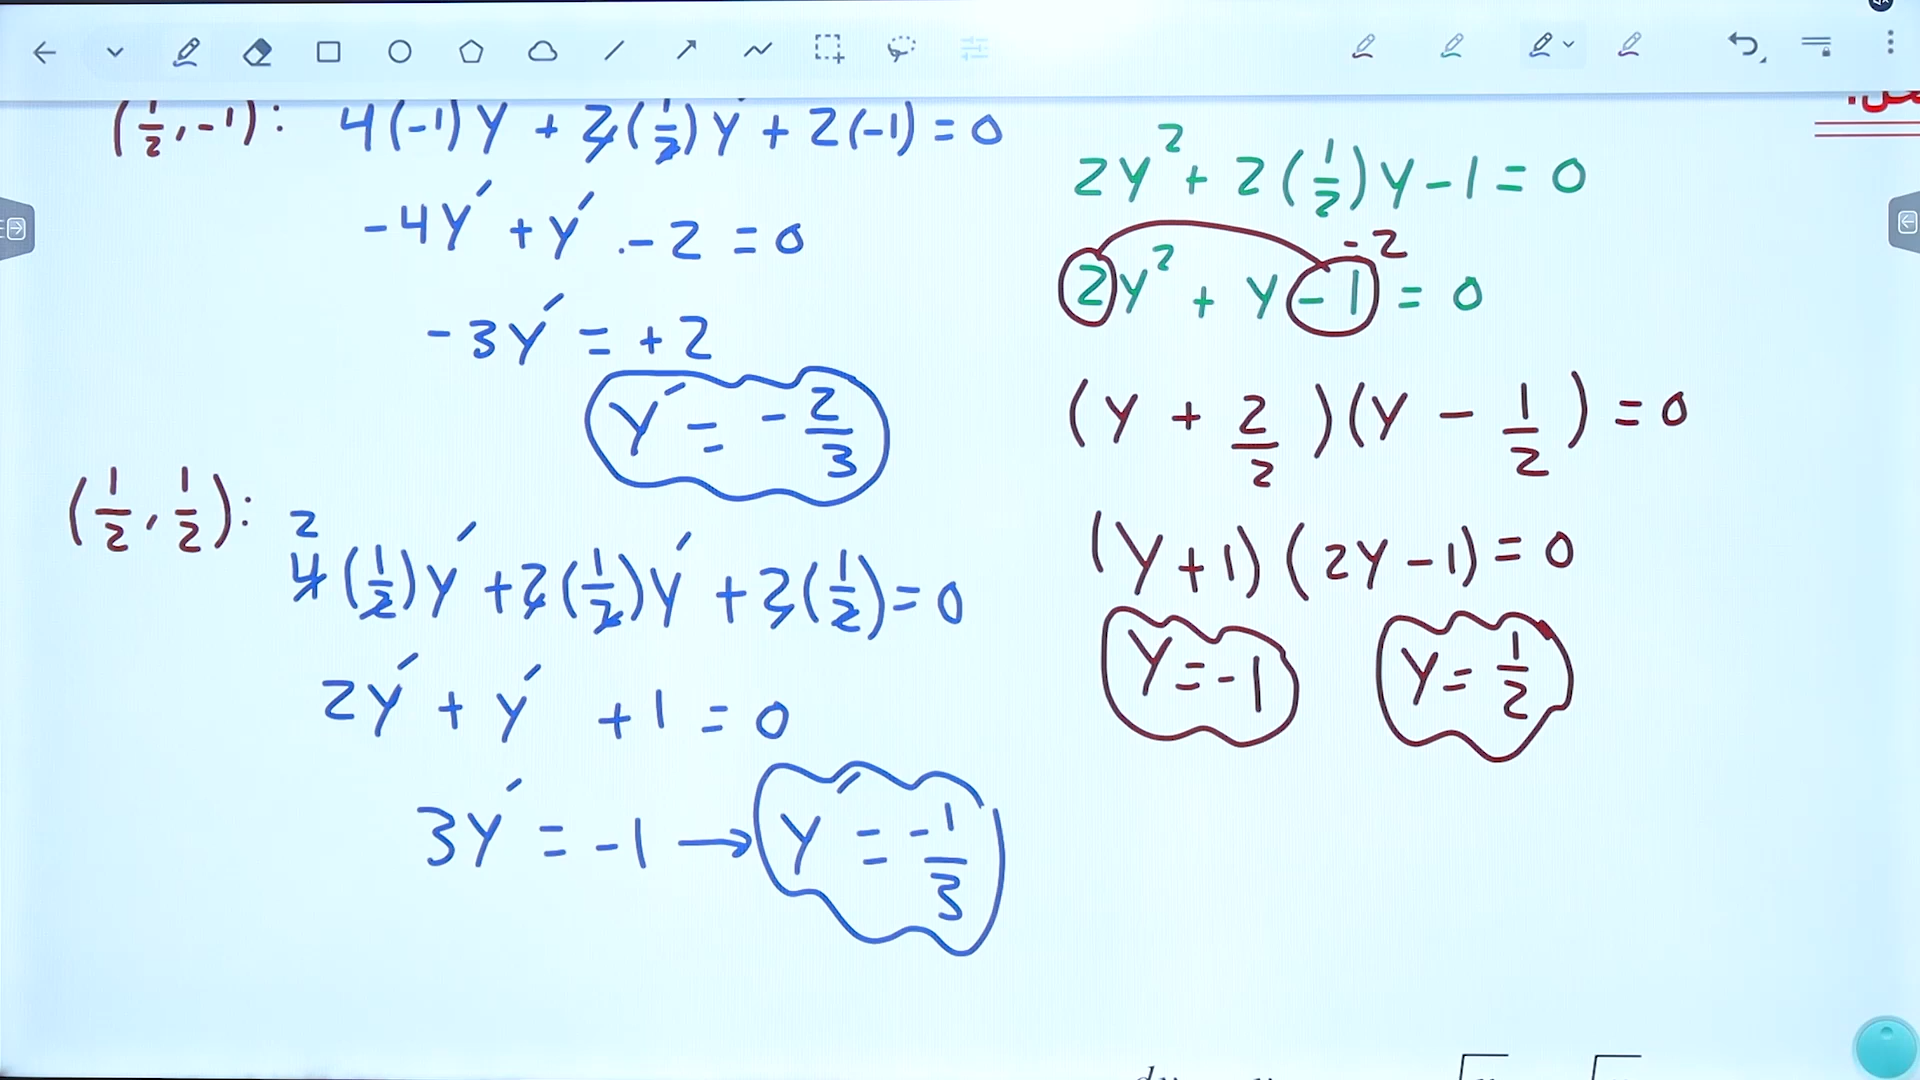 الحل:
(1/2, -1): 4(-1)y' + 2(1/2)y' + 2(-1) = 0
-4y' + y' - 2 = 0
-3y' = +2
y' = -2/3
(1/2, 1/2):
2
4(1/2)y' + 2(1/2)y' + 2(1/2) = 0
2y' + y' + 1 = 0
3y' = -1 → y' = -1/3
2y² + 2(1/2)y - 1 = 0
-2
2y² + y - 1 = 0
(y + 2/2)(y - 1/2) = 0
(y + 1)(2y - 1) = 0
y = -1 y = 1/2